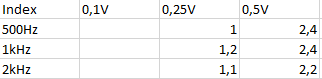 Index 0,1V 0,25V 0,5V
500Hz 1 2,4
1kHz 1,2 2,4
2kHz 1,1 2,2